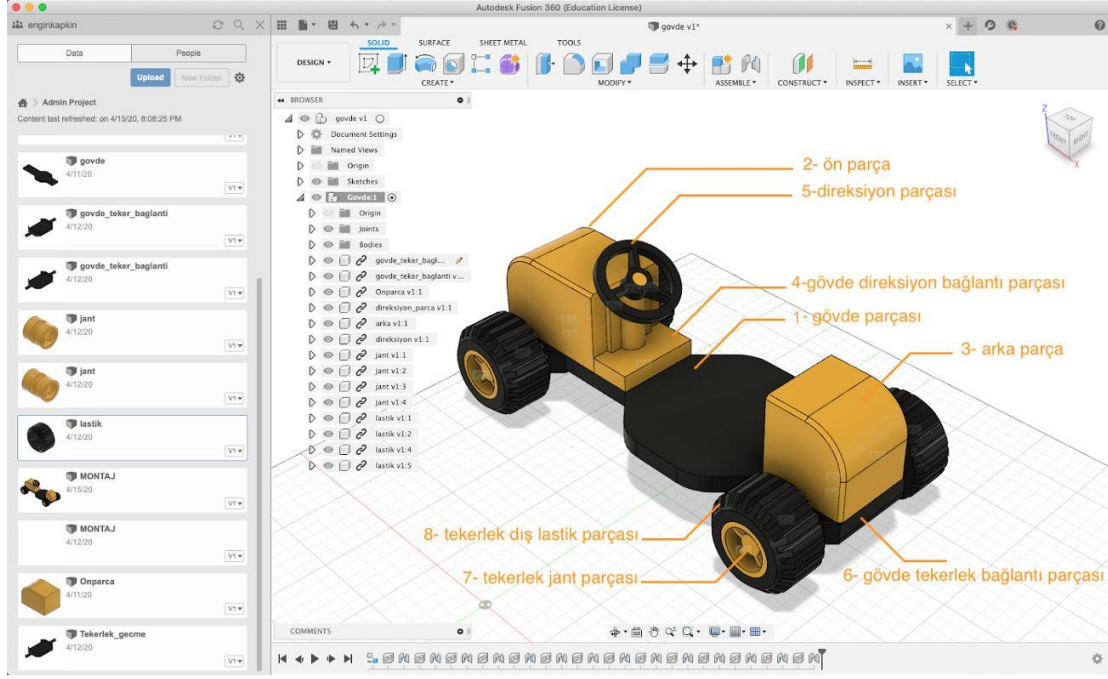 Autodesk Fusion 360 (Education License)
enginkapkin
govde v1*
Data
People
Upload
New Folder
Admin Project
Content last refreshed: on 4/15/20, 8:08:25 PM
V1
govde
4/11/20
V1
govde_teker_baglanti
4/12/20
V1
govde_teker_baglanti
4/12/20
V1
jant
4/12/20
V1
jant
4/12/20
V1
lastik
4/12/20
V1
MONTAJ
4/15/20
V1
MONTAJ
4/12/20
V1
Onparca
4/11/20
V1
Tekerlek_gecme
4/12/20
V1
DESIGN
SOLID
SURFACE
SHEET METAL
TOOLS
CREATE
MODIFY
ASSEMBLE
CONSTRUCT
INSPECT
INSERT
SELECT
BROWSER
govde v1
Document Settings
Named Views
Origin
Sketches
Govde:1
Origin
Joints
Bodies
govde_teker_bagl...
govde_teker_baglanti v...
Onparca v1:1
direksiyon_parca v1:1
arka v1:1
direksiyon v1:1
jant v1:1
jant v1:2
jant v1:3
jant v1:4
lastik v1:1
lastik v1:2
lastik v1:4
lastik v1:5
Z
TOP
FRONT
RIGHT
X
2- ön parça
5-direksiyon parçası
4-gövde direksiyon bağlantı parçası
1- gövde parçası
3- arka parça
8- tekerlek dış lastik parçası
7- tekerlek jant parçası
6- gövde tekerlek bağlantı parçası
COMMENTS